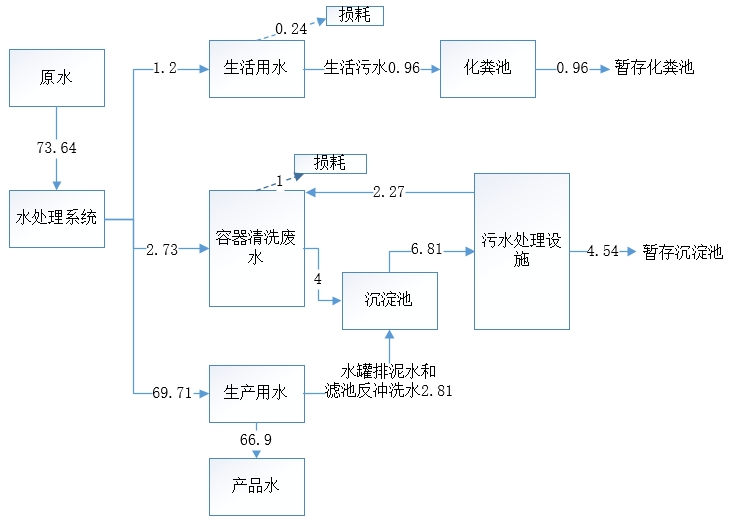 损耗
0.24
原水
1.2
生活用水
生活污水0.96
化粪池
0.96
暂存化粪池
73.64
损耗
1
水处理系统
2.27
2.73
容器清洗废
水
4
6.81
污水处理设
施
4.54
暂存沉淀池
沉淀池
水罐排泥水和
滤池反冲洗水2.81
69.71
生产用水
66.9
产品水